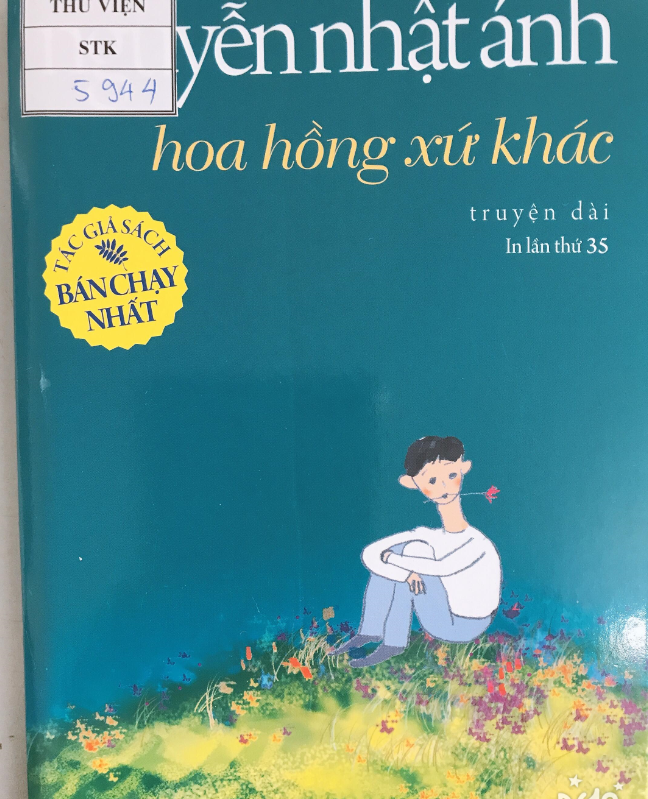 THƯ VIỆN
STK
5944
yễn nhật ánh
hoa hồng xứ khác
truyện dài
In lần thứ 35
TÁC GIẢ SÁCH
BÁN CHẠY
NHẤT